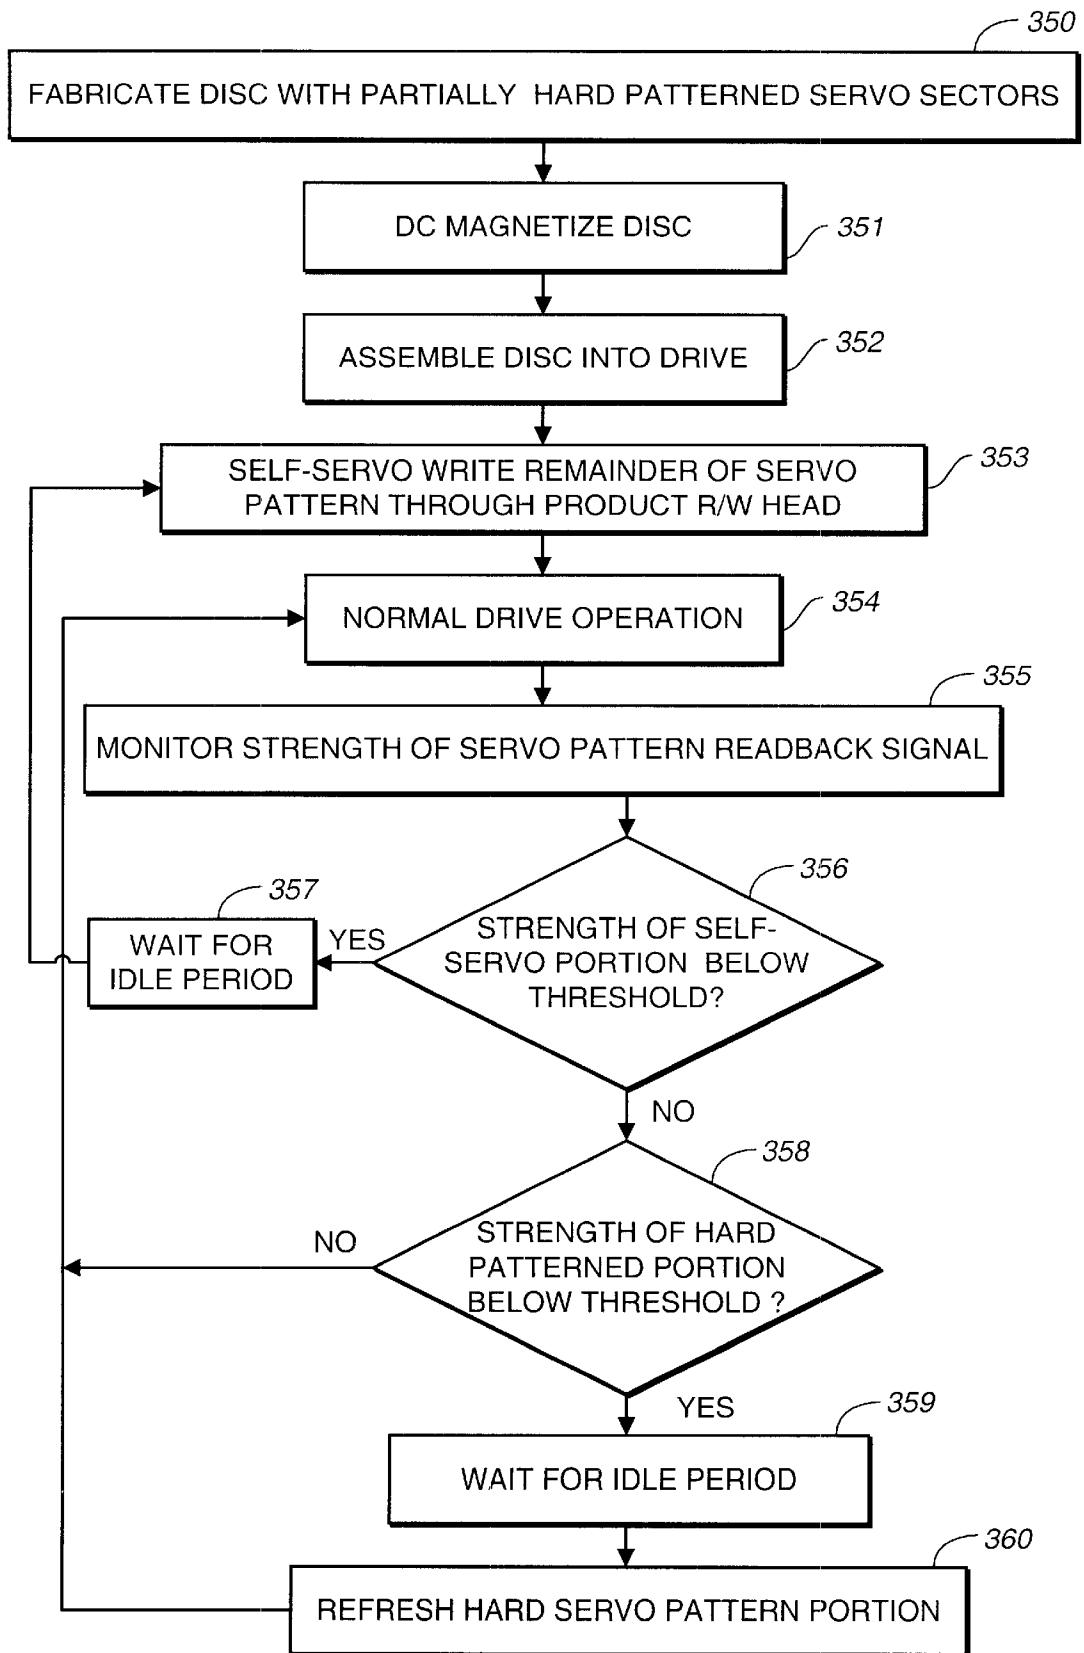 350
FABRICATE DISC WITH PARTIALLY HARD PATTERNED SERVO SECTORS
DC MAGNETIZE DISC
351
ASSEMBLE DISC INTO DRIVE
352
SELF-SERVO WRITE REMAINDER OF SERVO
PATTERN THROUGH PRODUCT R/W HEAD
353
NORMAL DRIVE OPERATION
354
355
MONITOR STRENGTH OF SERVO PATTERN READBACK SIGNAL
356
STRENGTH OF SELF-
SERVO PORTION BELOW
THRESHOLD?
YES
357
WAIT FOR
IDLE PERIOD
NO
358
STRENGTH OF HARD
PATTERNED PORTION
BELOW THRESHOLD ?
NO
YES
359
WAIT FOR IDLE PERIOD
360
REFRESH HARD SERVO PATTERN PORTION